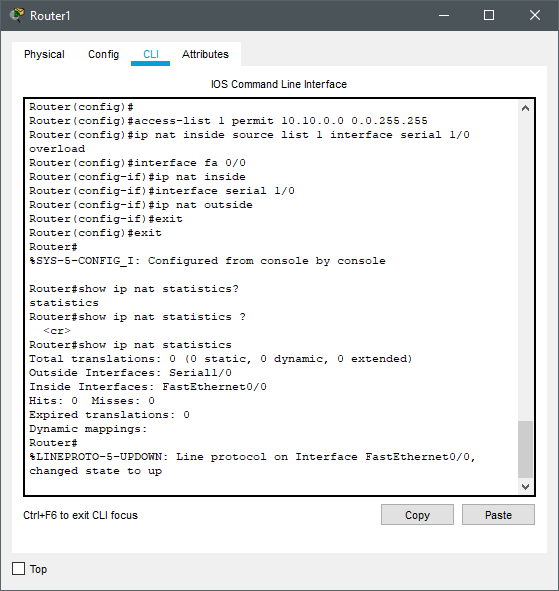 Router1
Physical Config CLI Attributes
IOS Command Line Interface
Router(config)#
Router(config)#access-list 1 permit 10.10.0.0 0.0.255.255
Router(config)#ip nat inside source list 1 interface serial 1/0
overload
Router(config)#interface fa 0/0
Router(config-if)#ip nat inside
Router(config-if)#interface serial 1/0
Router(config-if)#ip nat outside
Router(config-if)#exit
Router(config)#exit
Router#
%SYS-5-CONFIG_I: Configured from console by console
Router#show ip nat statistics?
statistics
Router#show ip nat statistics ?
<cr>
Router#show ip nat statistics
Total translations: 0 (0 static, 0 dynamic, 0 extended)
Outside Interfaces: Serial1/0
Inside Interfaces: FastEthernet0/0
Hits: 0 Misses: 0
Expired translations: 0
Dynamic mappings:
Router#
%LINEPROTO-5-UPDOWN: Line protocol on Interface FastEthernet0/0,
changed state to up
Ctrl+F6 to exit CLI focus Copy Paste
Top